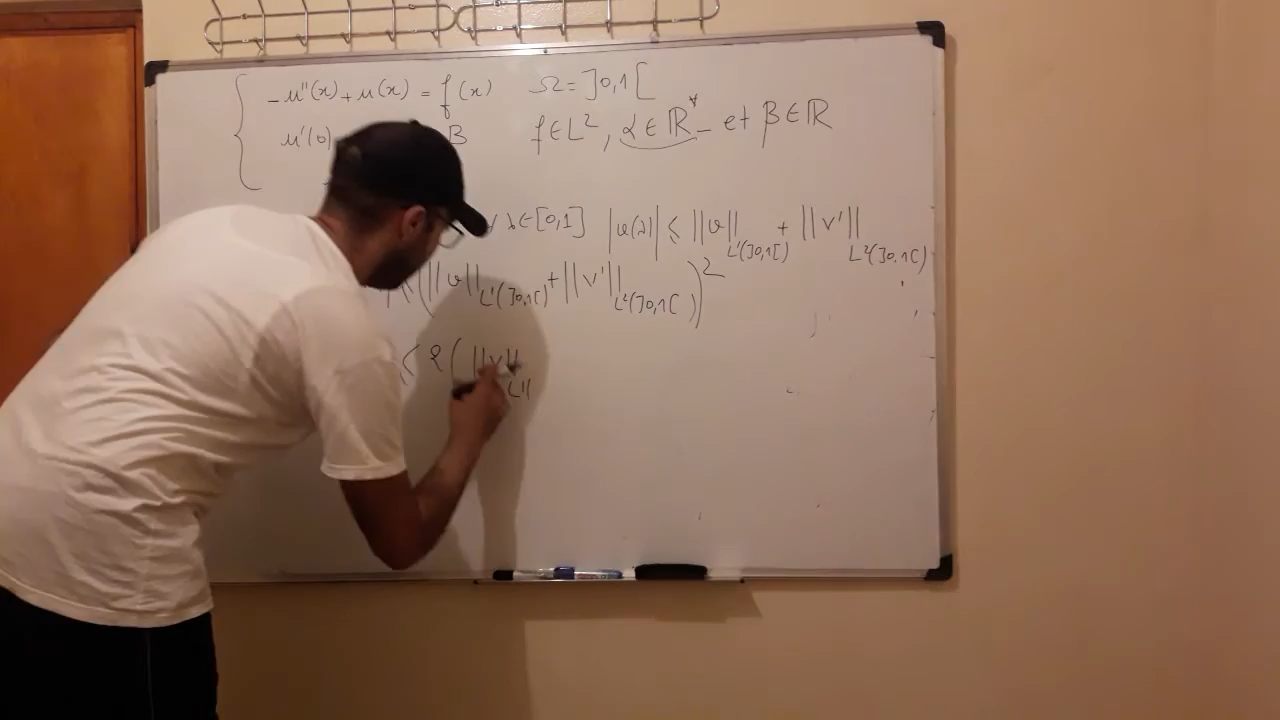 -u''(x)+u(x) = f(x) Ω=]0,1[
u'(0) β f∈L², α∈ℝ*₋ et β∈ℝ
∀ λ∈[0,1] |v(λ)| ≤ ||v||_{L¹(]0,1[)} + ||v'||_{L²(]0,1[)}
≤ (||v||_{L¹(]0,1[)} + ||v'||_{L²(]0,1[)})²
≤ 2(||v||